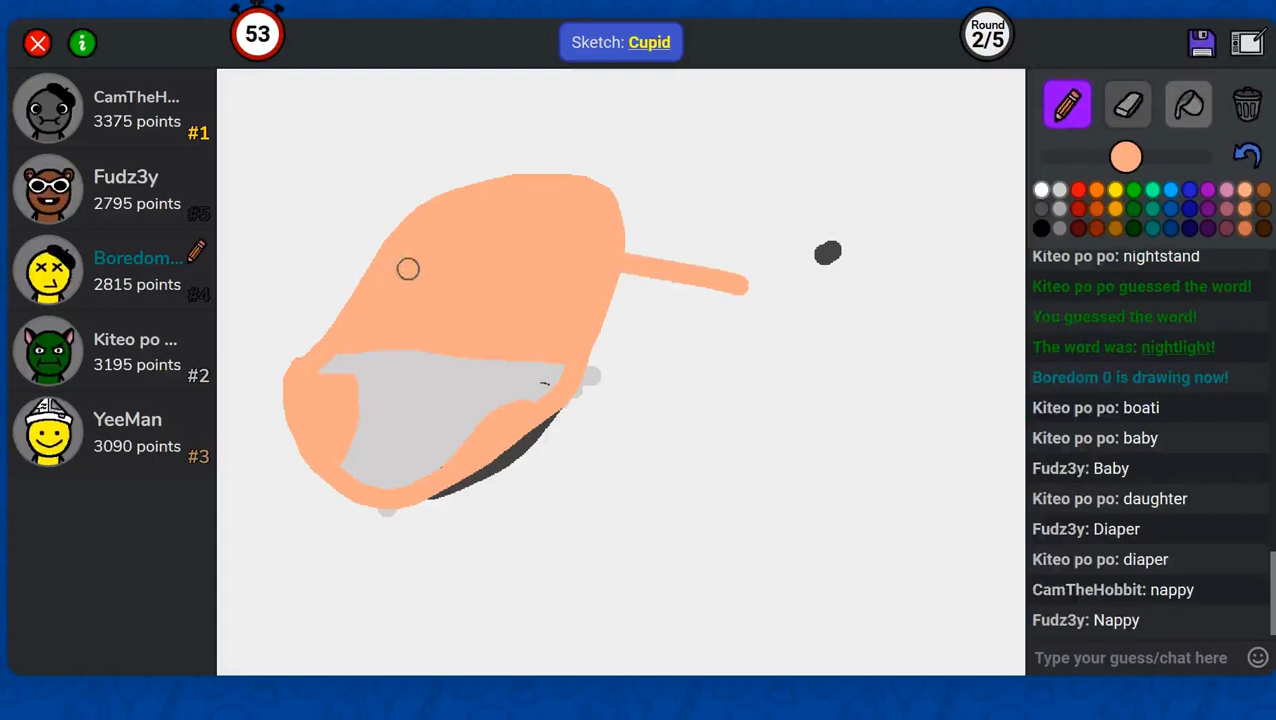 53
Sketch: Cupid
Round
2/5
CamTheH...
3375 points
#1
Fudz3y
2795 points
#5
Boredom...
2815 points
#4
Kiteo po ...
3195 points
#2
YeeMan
3090 points
#3
Kiteo po po: nightstand
Kiteo po po guessed the word!
You guessed the word!
The word was: nightlight!
Boredom 0 is drawing now!
Kiteo po po: boati
Kiteo po po: baby
Fudz3y: Baby
Kiteo po po: daughter
Fudz3y: Diaper
Kiteo po po: diaper
CamTheHobbit: nappy
Fudz3y: Nappy
Type your guess/chat here